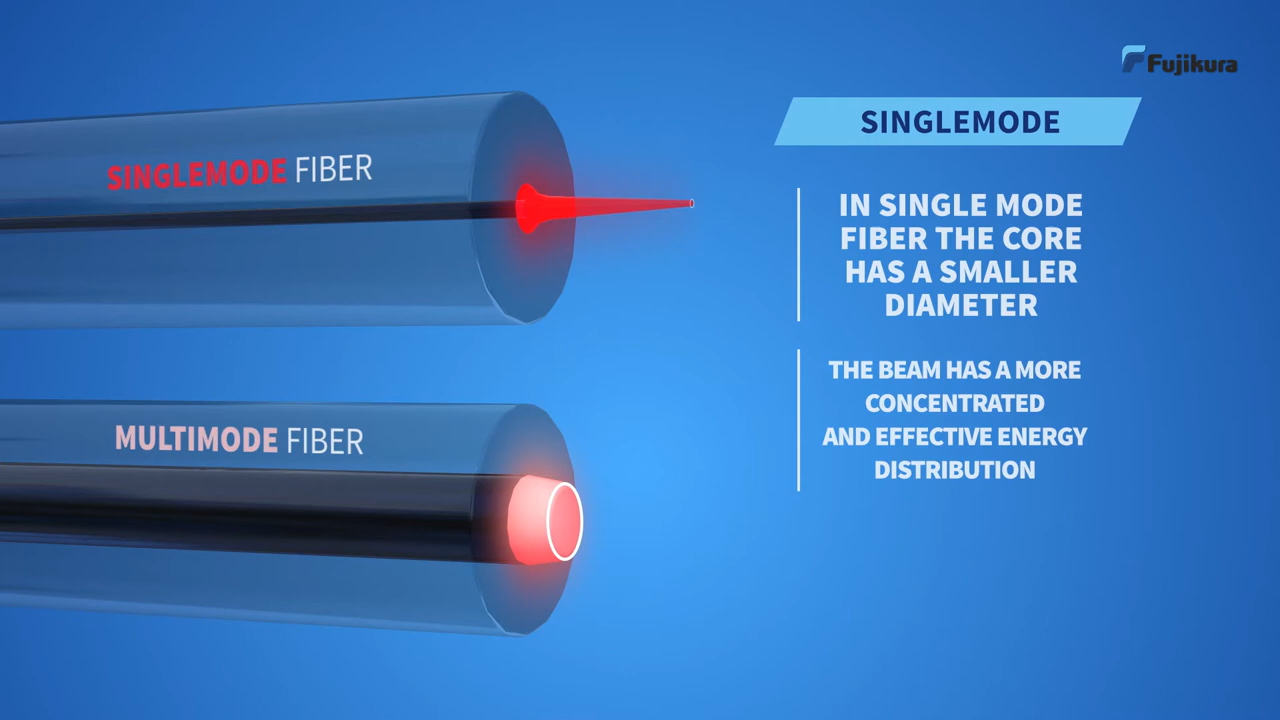 Fujikura
SINGLEMODE
SINGLEMODE FIBER
IN SINGLE MODE
FIBER THE CORE
HAS A SMALLER
DIAMETER
THE BEAM HAS A MORE
CONCENTRATED
AND EFFECTIVE ENERGY
DISTRIBUTION
MULTIMODE FIBER